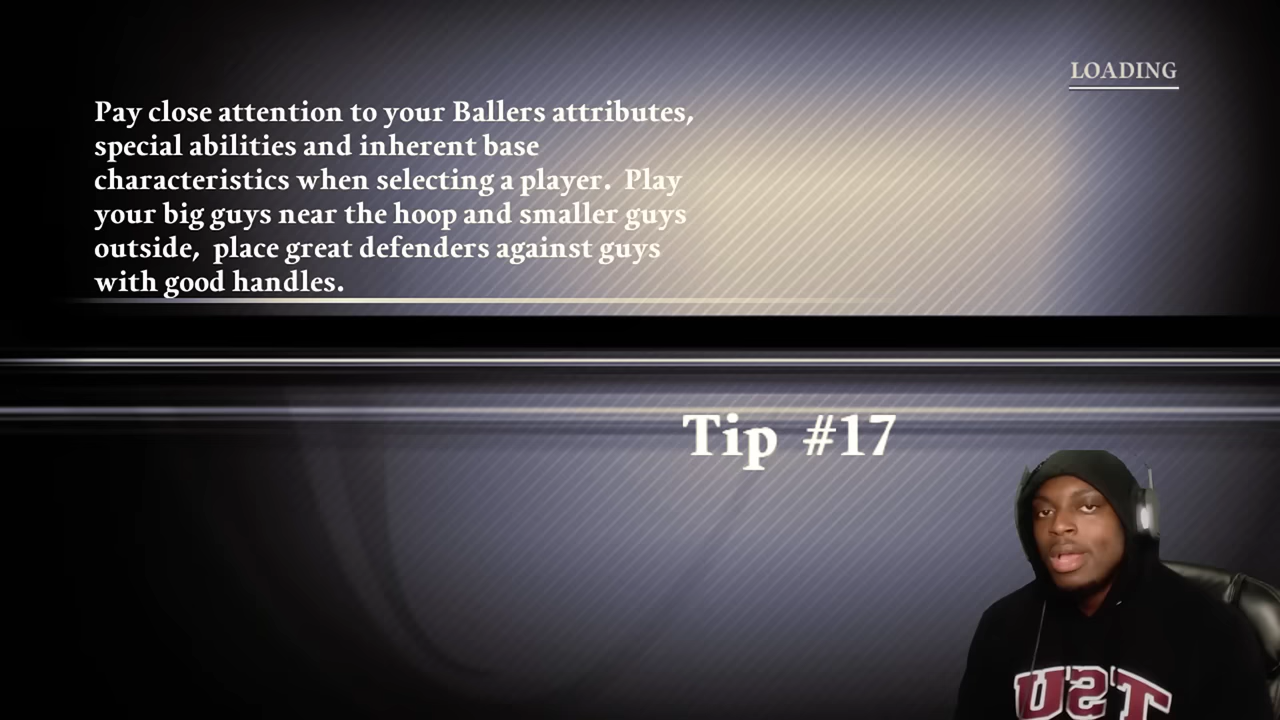 LOADING
Pay close attention to your Ballers attributes,
special abilities and inherent base
characteristics when selecting a player.  Play
your big guys near the hoop and smaller guys
outside,  place great defenders against guys
with good handles.
Tip #17
TSU